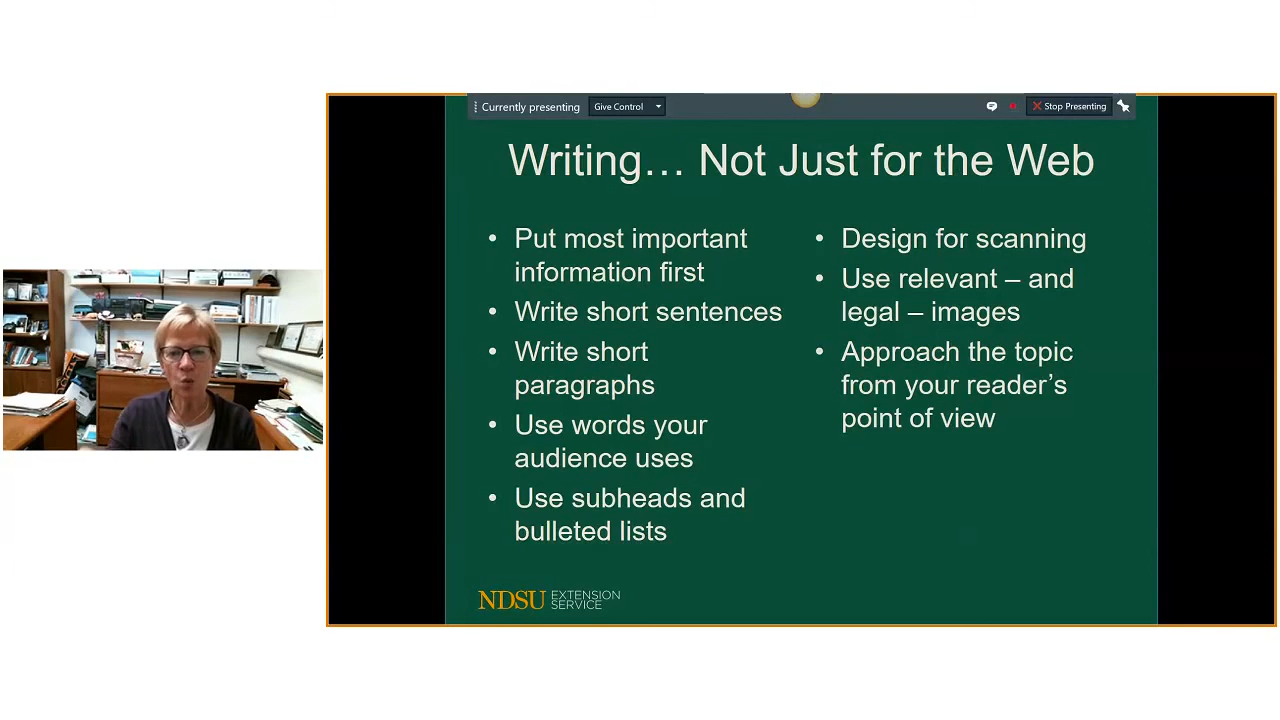 Currently presenting
Give Control
Stop Presenting
Writing… Not Just for the Web
• Put most important
information first
• Write short sentences
• Write short
paragraphs
• Use words your
audience uses
• Use subheads and
bulleted lists
• Design for scanning
• Use relevant – and
legal – images
• Approach the topic
from your reader’s
point of view
NDSU EXTENSION
SERVICE